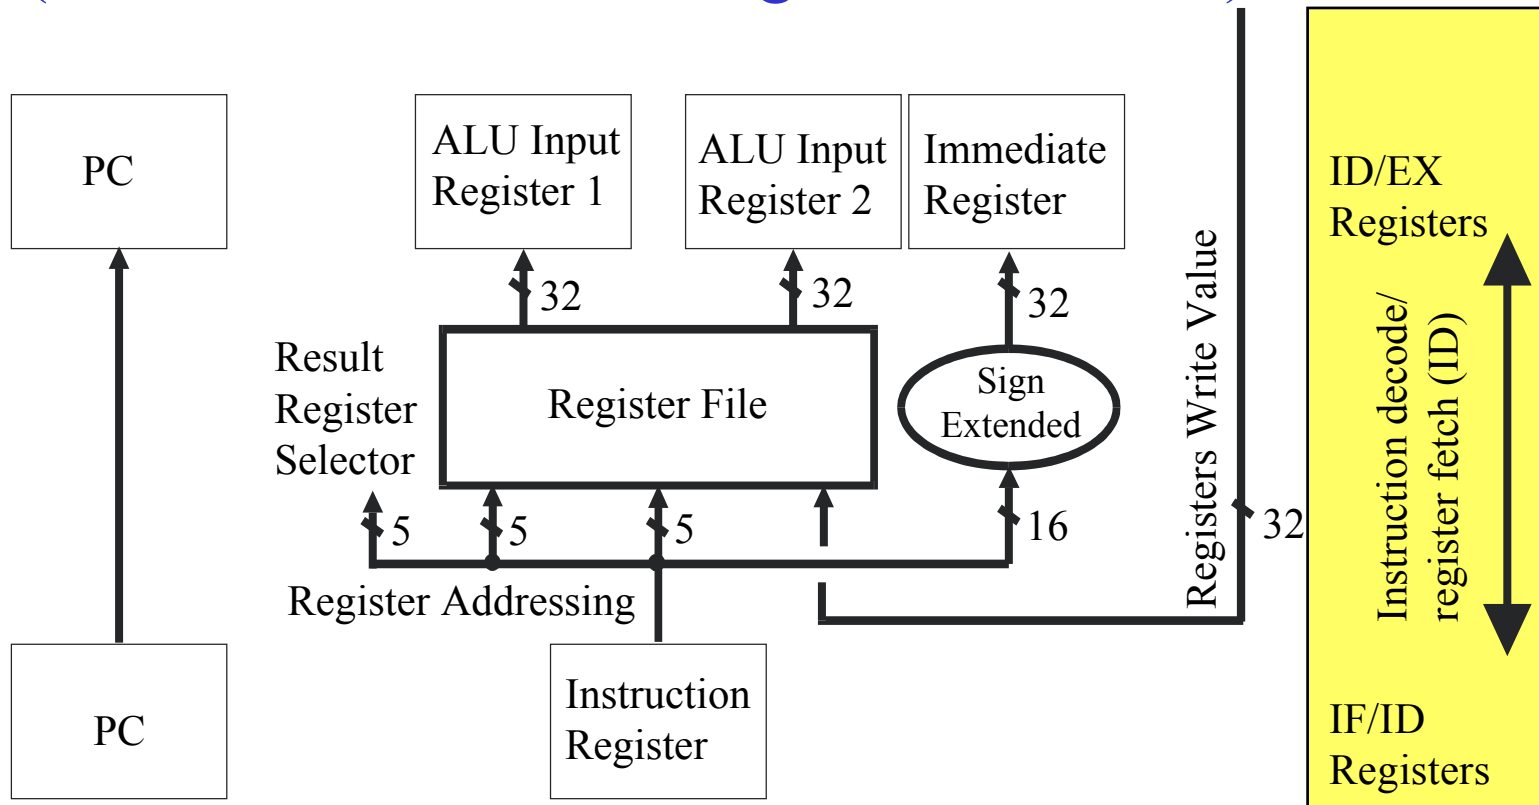 PC
ALU Input
Register 1
ALU Input
Register 2
Immediate
Register
32
32
32
Result
Register
Selector
Register File
Sign
Extended
5
5
5
16
Register Addressing
Registers Write Value
32
PC
Instruction
Register
ID/EX
Registers
Instruction decode/
register fetch (ID)
IF/ID
Registers